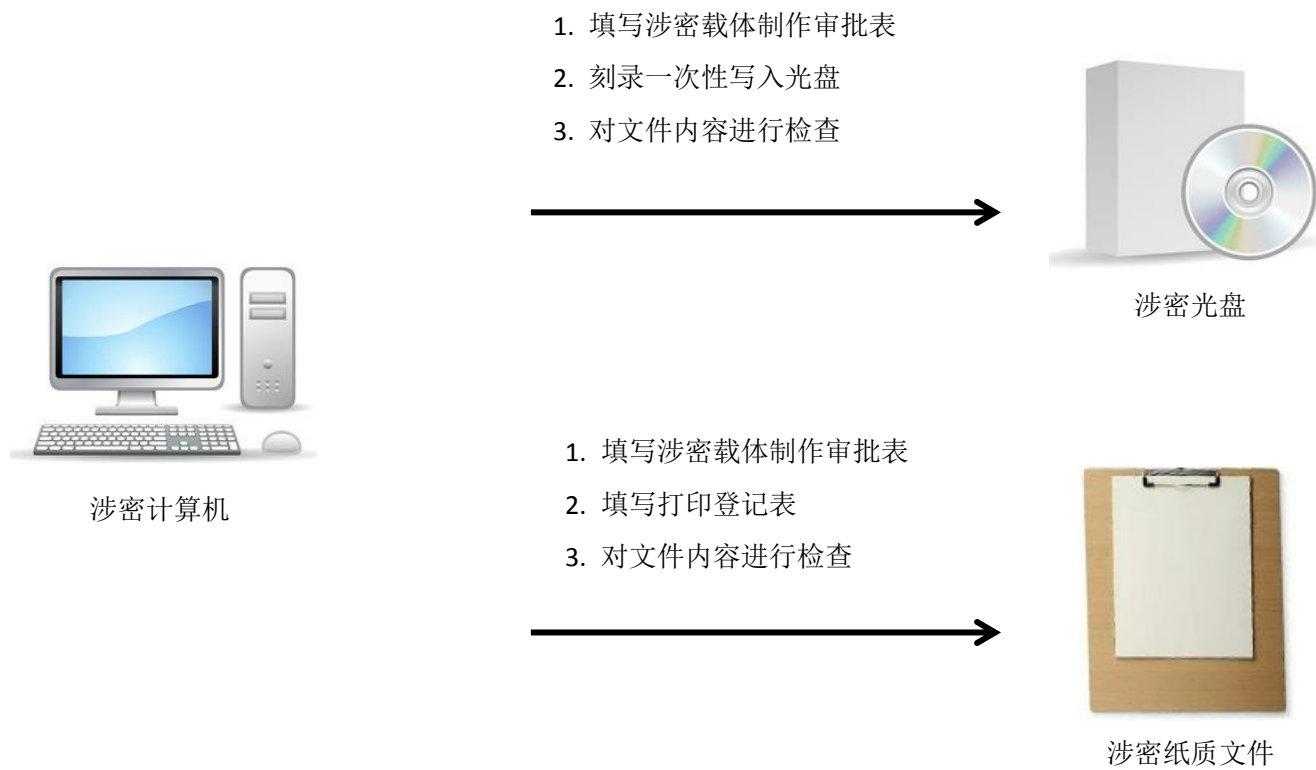 1. 填写涉密载体制作审批表
2. 刻录一次性写入光盘
3. 对文件内容进行检查
涉密光盘
涉密计算机
1. 填写涉密载体制作审批表
2. 填写打印登记表
3. 对文件内容进行检查
涉密纸质文件